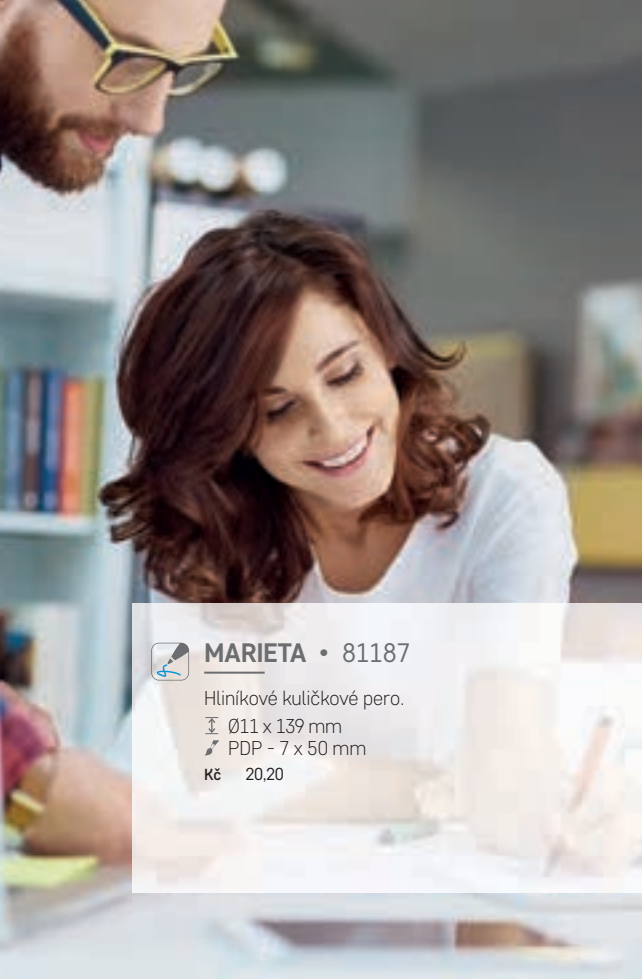 MARIETA • 81187
Hliníkové kuličkové pero.
Ø11 x 139 mm
PDP - 7 x 50 mm
Kč 20,20